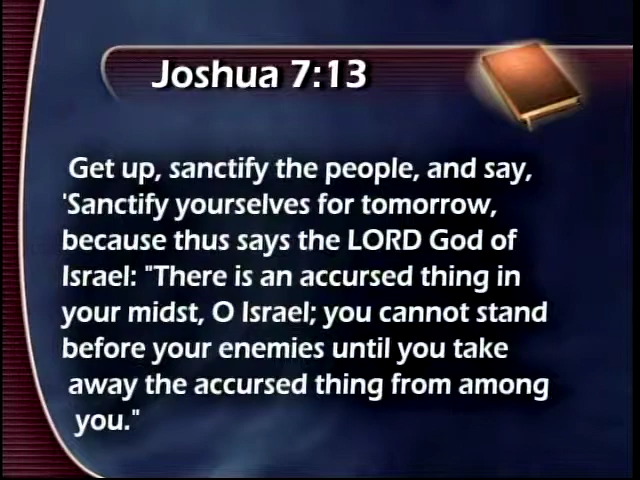 Joshua 7:13
Get up, sanctify the people, and say,
'Sanctify yourselves for tomorrow,
because thus says the LORD God of
Israel: "There is an accursed thing in
your midst, O Israel; you cannot stand
before your enemies until you take
away the accursed thing from among
you."